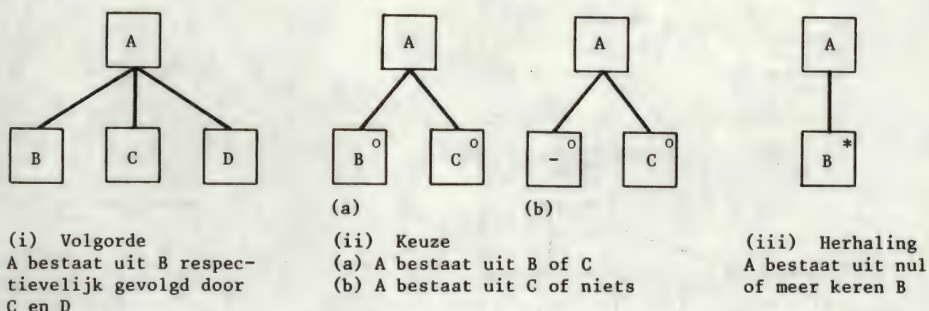 A
A
A
A
B
C
D
B o
C o
- o
C o
B *
(a)
(b)
(i) Volgorde
A bestaat uit B respec-
tievelijk gevolgd door
C en D
(ii) Keuze
(a) A bestaat uit B of C
(b) A bestaat uit C of niets
(iii) Herhaling
A bestaat uit nul
of meer keren B